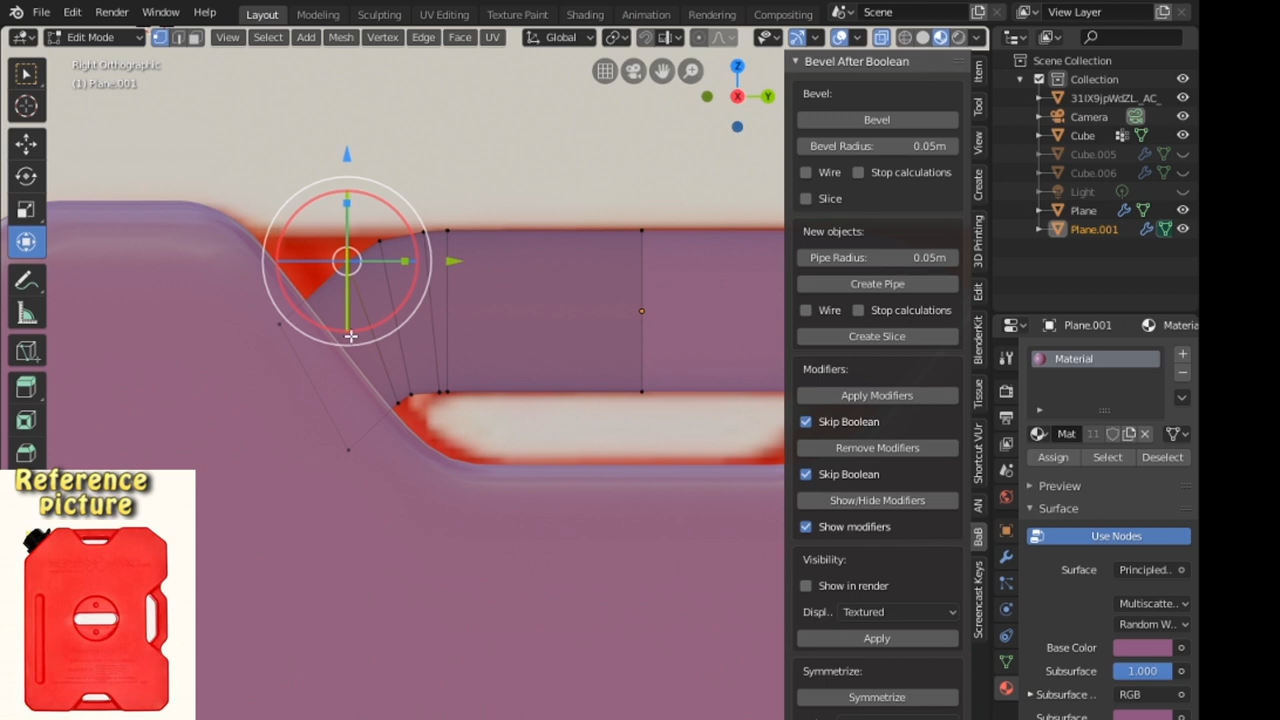 File Edit Render Window Help Layout Modeling Sculpting UV Editing Texture Paint Shading Animation Rendering Compositing Scene View Layer
Edit Mode View Select Add Mesh Vertex Edge Face UV Global
Right Orthographic
(1) Plane.001
Z
X
Y
Bevel After Boolean
Bevel:
Bevel
Bevel Radius: 0.05m
Wire Stop calculations
Slice
New objects:
Pipe Radius: 0.05m
Create Pipe
Wire Stop calculations
Create Slice
Modifiers:
Apply Modifiers
Skip Boolean
Remove Modifiers
Skip Boolean
Show/Hide Modifiers
Show modifiers
Visibility:
Show in render
Displ.. Textured
Apply
Symmetrize:
Symmetrize
Item
Tool
View
Create
3D Printing
Edit
BlenderKit
Tissue
Shortcut VUr
AN
BaB
Screencast Keys
Scene Collection
Collection
31IX9jpWdZL_AC_
Camera
Cube
Cube.005
Cube.006
Light
Plane
Plane.001
Plane.001 Materia
Material
Mat 11
Assign Select Deselect
Preview
Surface
Use Nodes
Surface Principled..
Multiscatte..
Random W..
Base Color
Subsurface 1.000
Subsurface .. RGB
Subsurface
Reference
picture